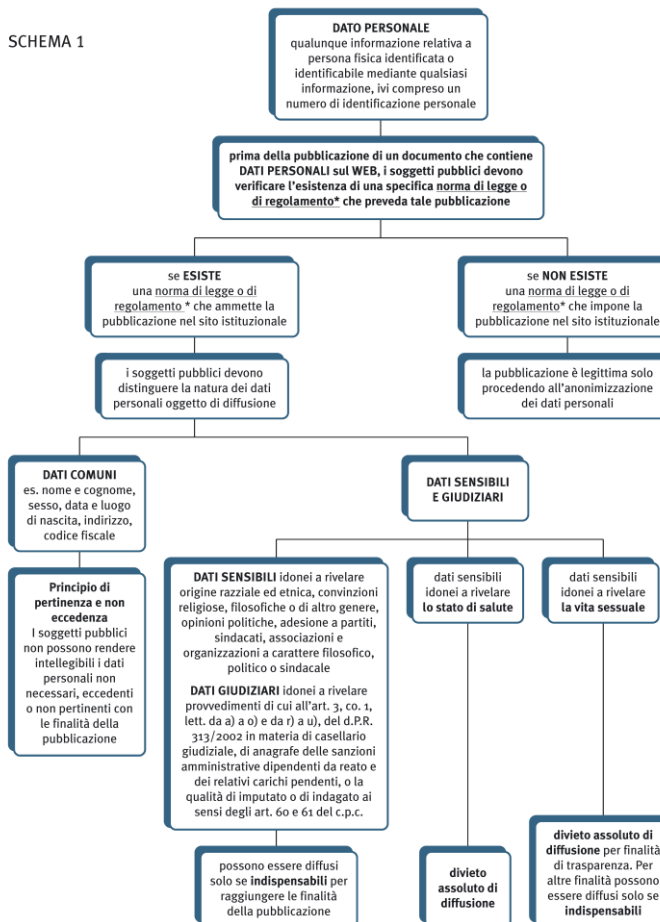 SCHEMA 1
DATO PERSONALE
qualunque informazione relativa a
persona fisica identificata o
identificabile mediante qualsiasi
informazione, ivi compreso un
numero di identificazione personale
prima della pubblicazione di un documento che contiene
DATI PERSONALI sul WEB, i soggetti pubblici devono
verificare l'esistenza di una specifica norma di legge o
di regolamento* che preveda tale pubblicazione
se ESISTE
una norma di legge o di
regolamento * che ammette la
pubblicazione nel sito istituzionale
se NON ESISTE
una norma di legge o di
regolamento* che impone la
pubblicazione nel sito istituzionale
i soggetti pubblici devono
distinguere la natura dei dati
personali oggetto di diffusione
la pubblicazione è legittima solo
procedendo all'anonimizzazione
dei dati personali
DATI COMUNI
es. nome e cognome,
sesso, data e luogo
di nascita, indirizzo,
codice fiscale
DATI SENSIBILI
E GIUDIZIARI
Principio di
pertinenza e non
eccedenza
I soggetti pubblici
non possono rendere
intellegibili i dati
personali non
necessari, eccedenti
o non pertinenti con
le finalità della
pubblicazione
DATI SENSIBILI idonei a rivelare
origine razziale ed etnica, convinzioni
religiose, filosofiche o di altro genere,
opinioni politiche, adesione a partiti,
sindacati, associazioni e
organizzazioni a carattere filosofico,
politico o sindacale
DATI GIUDIZIARI idonei a rivelare
provvedimenti di cui all'art. 3, co. 1,
lett. da a) a o) e da r) a u), del d.P.R.
313/2002 in materia di casellario
giudiziale, di anagrafe delle sanzioni
amministrative dipendenti da reato e
dei relativi carichi pendenti, o la
qualità di imputato o di indagato ai
sensi degli art. 60 e 61 del c.p.c.
dati sensibili
idonei a rivelare
lo stato di salute
dati sensibili
idonei a rivelare
la vita sessuale
possono essere diffusi
solo se indispensabili per
raggiungere le finalità
della pubblicazione
divieto
assoluto di
diffusione
divieto assoluto di
diffusione per finalità
di trasparenza. Per
altre finalità possono
essere diffusi solo se
indispensabili